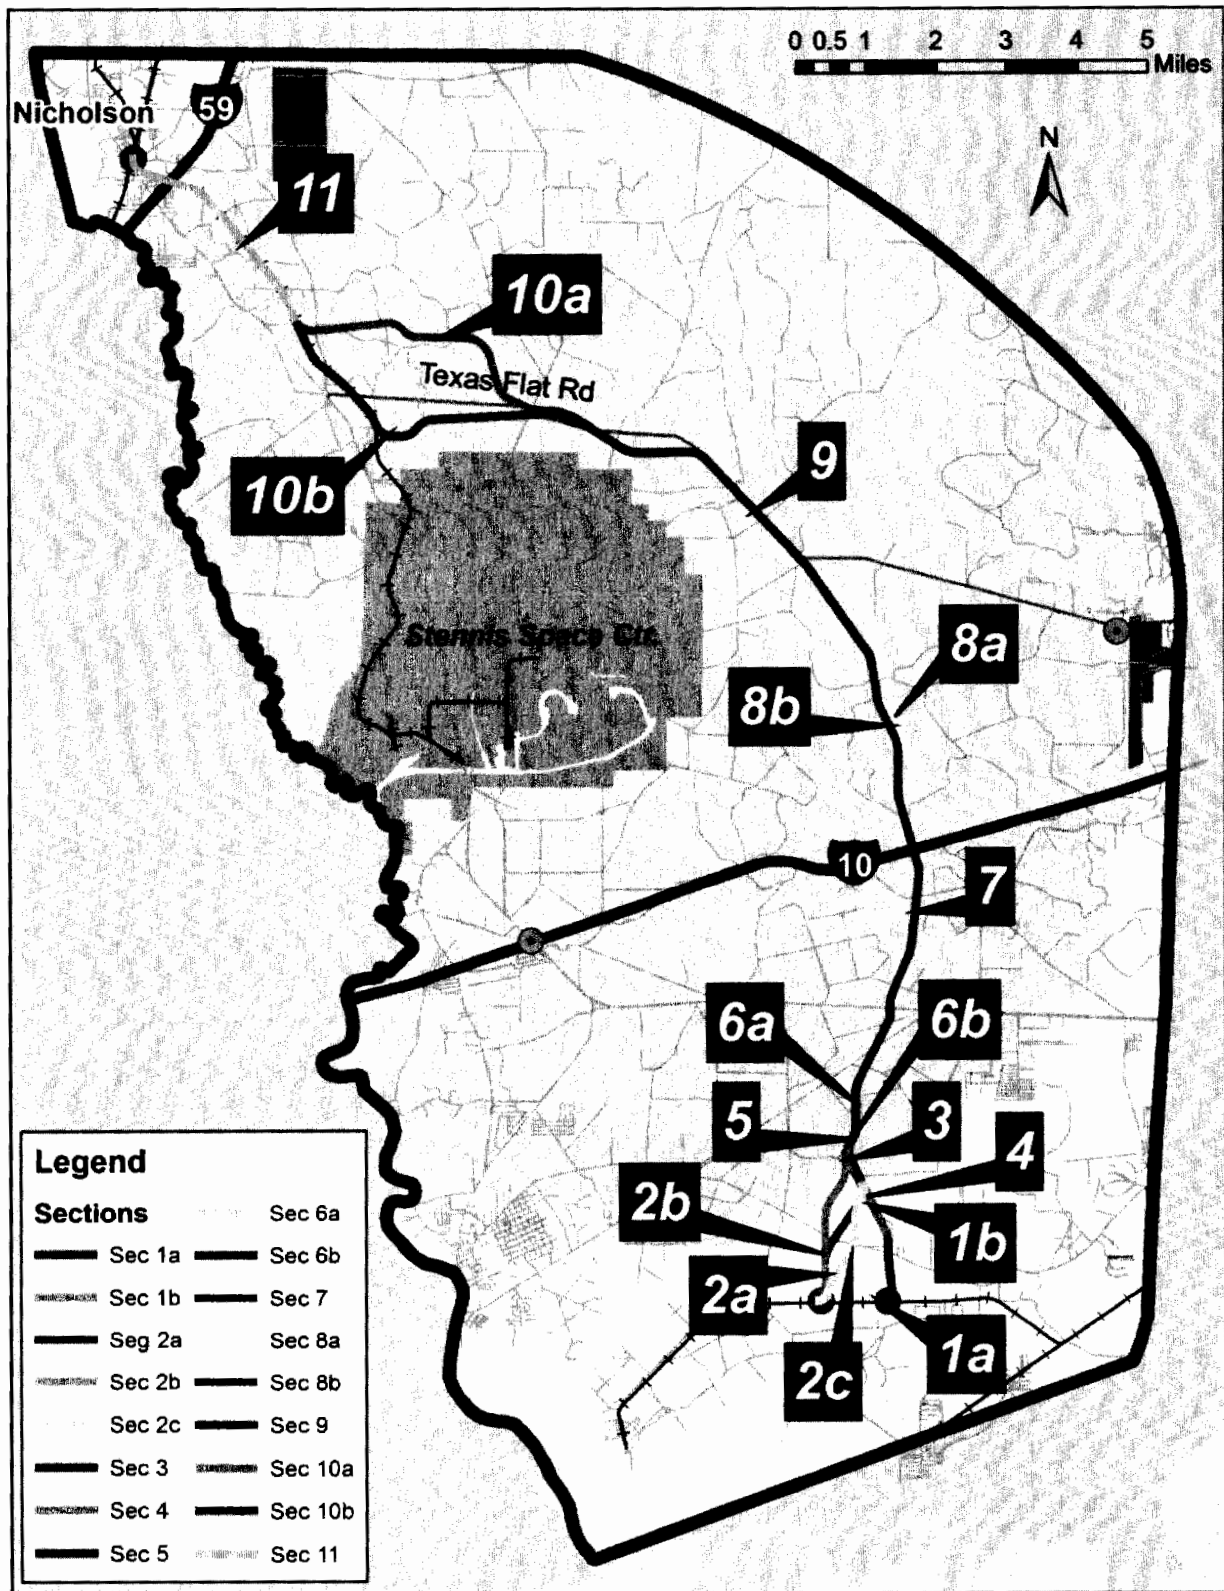 0 0.5 1 2 3 4 5
Miles
N
Nicholson
59
11
10a
Texas Flat Rd
10b
9
Stennis Space Ctr.
8a
8b
10
7
6a
6b
5
3
4
2b
1b
2a
1a
2c
Legend
Sections
Sec 1a
Sec 1b
Seg 2a
Sec 2b
Sec 2c
Sec 3
Sec 4
Sec 5
Sec 6a
Sec 6b
Sec 7
Sec 8a
Sec 8b
Sec 9
Sec 10a
Sec 10b
Sec 11